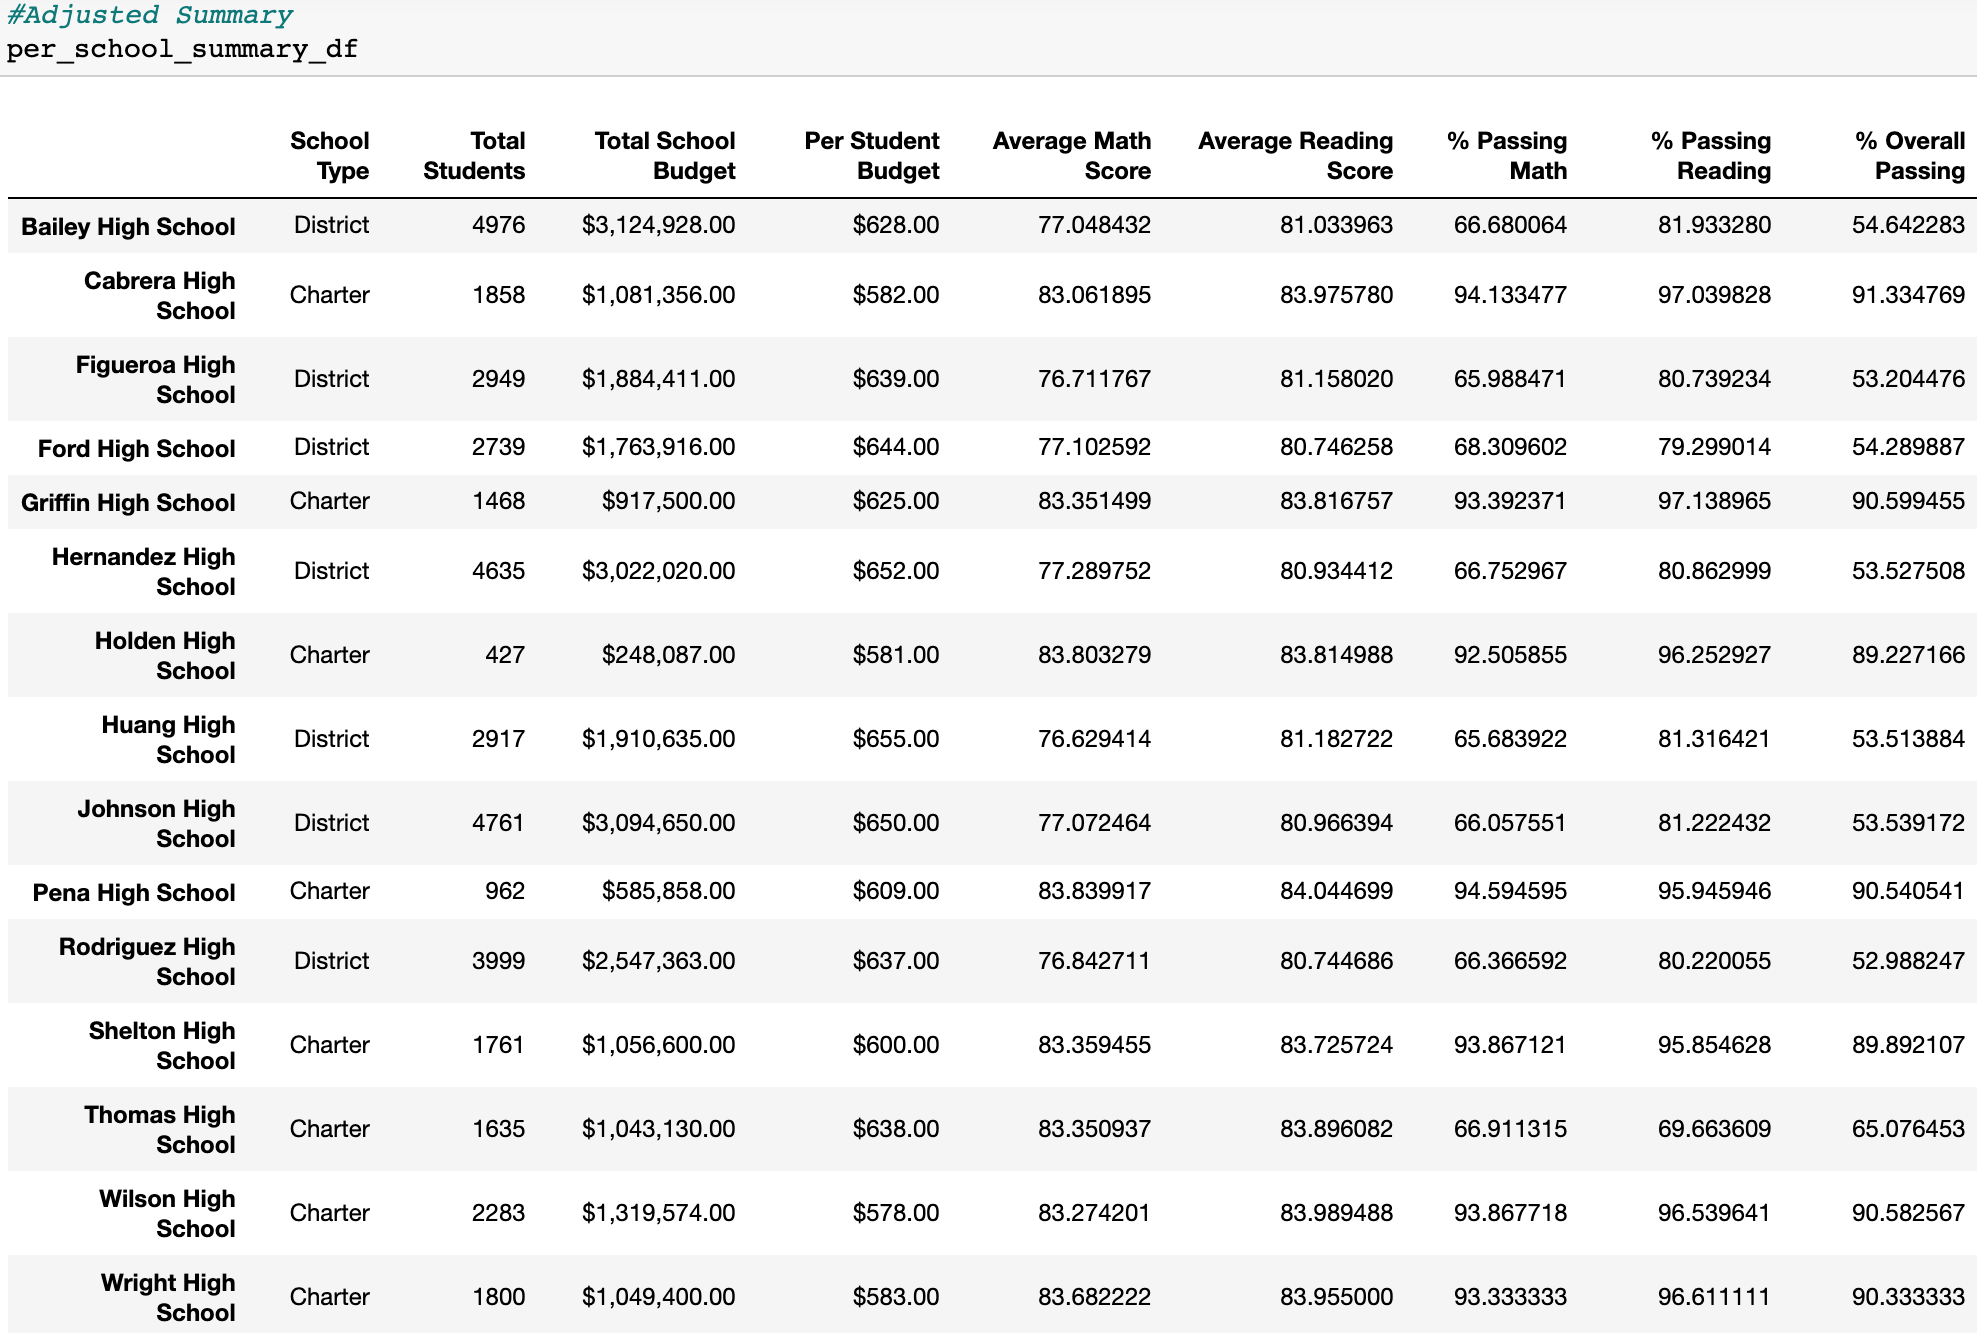 #Adjusted Summary
per_school_summary_df
School Type Total Students Total School Budget Per Student Budget Average Math Score Average Reading Score % Passing Math % Passing Reading % Overall Passing
Bailey High School District 4976 $3,124,928.00 $628.00 77.048432 81.033963 66.680064 81.933280 54.642283
Cabrera High School Charter 1858 $1,081,356.00 $582.00 83.061895 83.975780 94.133477 97.039828 91.334769
Figueroa High School District 2949 $1,884,411.00 $639.00 76.711767 81.158020 65.988471 80.739234 53.204476
Ford High School District 2739 $1,763,916.00 $644.00 77.102592 80.746258 68.309602 79.299014 54.289887
Griffin High School Charter 1468 $917,500.00 $625.00 83.351499 83.816757 93.392371 97.138965 90.599455
Hernandez High School District 4635 $3,022,020.00 $652.00 77.289752 80.934412 66.752967 80.862999 53.527508
Holden High School Charter 427 $248,087.00 $581.00 83.803279 83.814988 92.505855 96.252927 89.227166
Huang High School District 2917 $1,910,635.00 $655.00 76.629414 81.182722 65.683922 81.316421 53.513884
Johnson High School District 4761 $3,094,650.00 $650.00 77.072464 80.966394 66.057551 81.222432 53.539172
Pena High School Charter 962 $585,858.00 $609.00 83.839917 84.044699 94.594595 95.945946 90.540541
Rodriguez High School District 3999 $2,547,363.00 $637.00 76.842711 80.744686 66.366592 80.220055 52.988247
Shelton High School Charter 1761 $1,056,600.00 $600.00 83.359455 83.725724 93.867121 95.854628 89.892107
Thomas High School Charter 1635 $1,043,130.00 $638.00 83.350937 83.896082 66.911315 69.663609 65.076453
Wilson High School Charter 2283 $1,319,574.00 $578.00 83.274201 83.989488 93.867718 96.539641 90.582567
Wright High School Charter 1800 $1,049,400.00 $583.00 83.682222 83.955000 93.333333 96.611111 90.333333